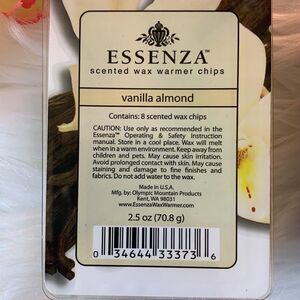 ESSENZA™
scented wax warmer chips
vanilla almond
Contains: 8 scented wax chips
CAUTION: Use only as recommended in the
Essenza™ Operating & Safety Instruction
manual. Store in a cool place. Wax will melt
when in a warm environment. Keep away from
children and pets. May cause skin irritation.
Avoid prolonged contact with skin. May cause
staining and damage to fine finishes and
fabrics. Do not add water to the wax.
Made in U.S.A.
Mfg. by: Olympic Mountain Products
Kent, WA 98031
www.EssenzaWaxWarmer.com
2.5 oz (70.8 g)
0 34644 33373 6